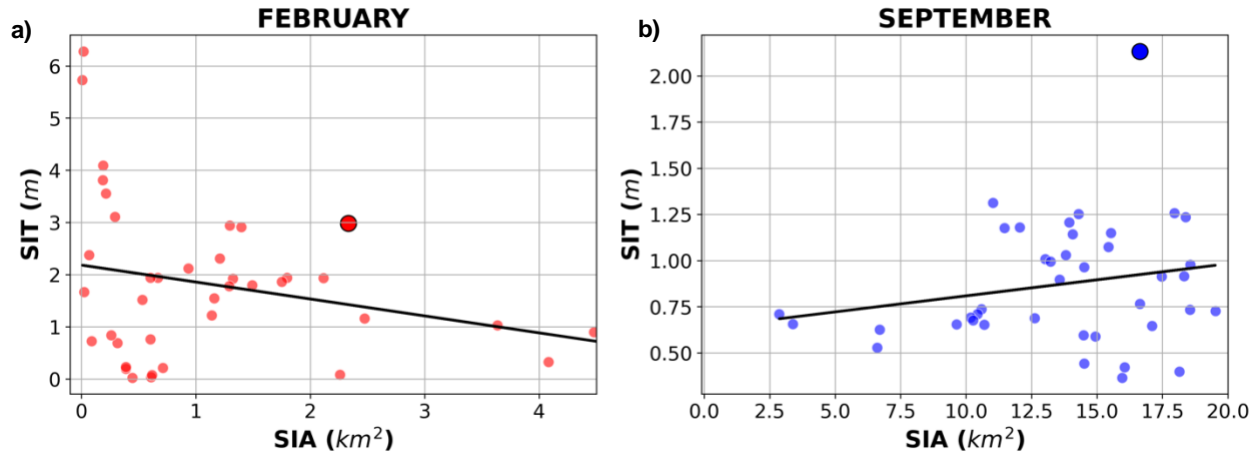 a)
FEBRUARY
SIT (m)
6
5
4
3
2
1
0
0 1 2 3 4
SIA (km²)
b)
SEPTEMBER
SIT (m)
2.00
1.75
1.50
1.25
1.00
0.75
0.50
0.0 2.5 5.0 7.5 10.0 12.5 15.0 17.5 20.0
SIA (km²)